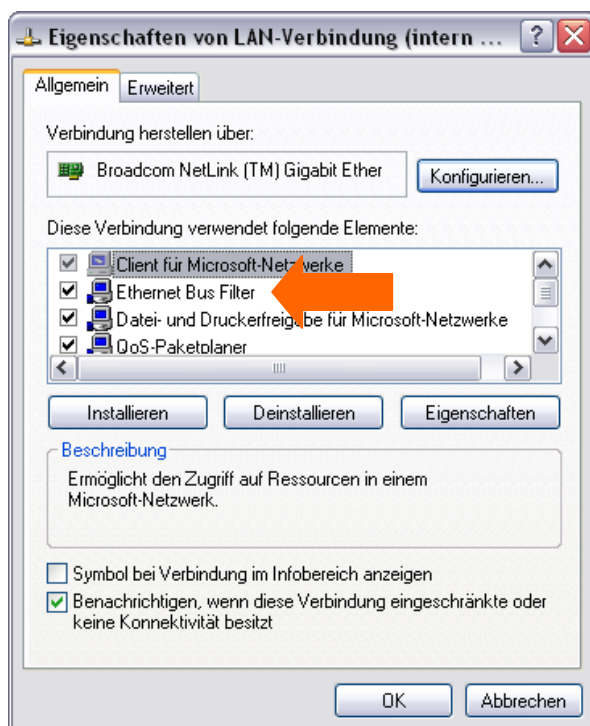 Eigenschaften von LAN-Verbindung (intern ...
Allgemein
Erweitert
Verbindung herstellen über:
Broadcom NetLink (TM) Gigabit Ether
Konfigurieren...
Diese Verbindung verwendet folgende Elemente:
Client für Microsoft-Netzwerke
Ethernet Bus Filter
Datei- und Druckerfreigabe für Microsoft-Netzwerke
QoS-Paketplaner
Installieren
Deinstallieren
Eigenschaften
Beschreibung
Ermöglicht den Zugriff auf Ressourcen in einem
Microsoft-Netzwerk.
Symbol bei Verbindung im Infobereich anzeigen
Benachrichtigen, wenn diese Verbindung eingeschränkte oder
keine Konnektivität besitzt
OK
Abbrechen